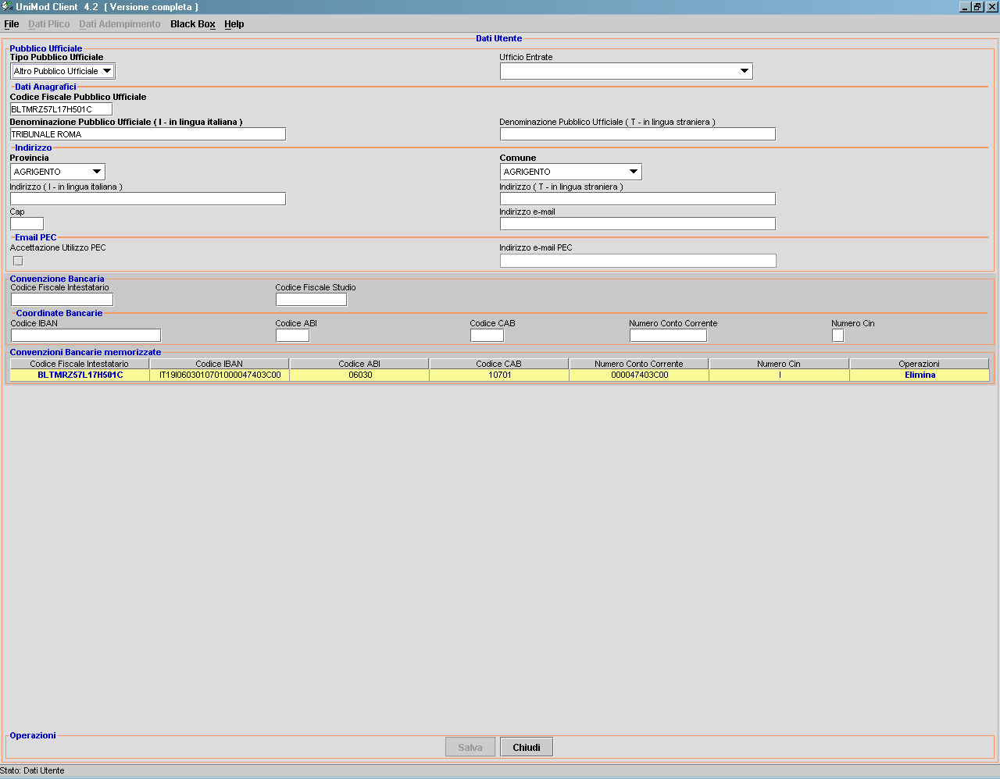 UniMod Client 4.2 ( Versione completa )
File Dati Plico Dati Adempimento Black Box Help
Dati Utente
Pubblico Ufficiale
Tipo Pubblico Ufficiale Ufficio Entrate
Altro Pubblico Ufficiale
Dati Anagrafici
Codice Fiscale Pubblico Ufficiale
BLTMRZ57L17H501C
Denominazione Pubblico Ufficiale ( I - in lingua italiana ) Denominazione Pubblico Ufficiale ( T - in lingua straniera )
TRIBUNALE ROMA
Indirizzo
Provincia Comune
AGRIGENTO AGRIGENTO
Indirizzo ( I - in lingua italiana ) Indirizzo ( T - in lingua straniera )
Cap Indirizzo e-mail
Email PEC
Accettazione Utilizzo PEC Indirizzo e-mail PEC
Convenzione Bancaria
Codice Fiscale Intestatario Codice Fiscale Studio
Coordinate Bancarie
Codice IBAN Codice ABI Codice CAB Numero Conto Corrente Numero Cin
Convenzioni Bancarie memorizzate
Codice Fiscale Intestatario Codice IBAN Codice ABI Codice CAB Numero Conto Corrente Numero Cin Operazioni
BLTMRZ57L17H501C IT19I0603010701000047403C00 06030 10701 000047403C00 I Elimina
Operazioni
Salva Chiudi
Stato: Dati Utente